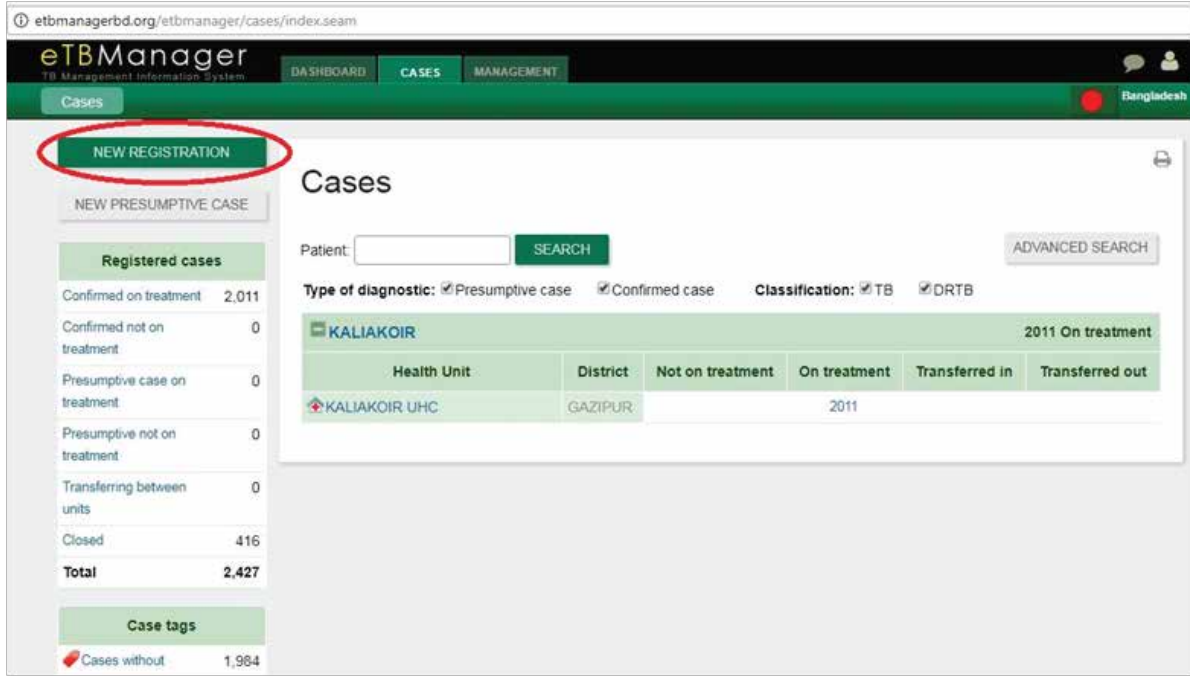 etbmanagerbd.org/etbmanager/cases/index.seam
eTBManager
TB Management Information System
DASHBOARD
CASES
MANAGEMENT
Cases
Bangladesh
NEW REGISTRATION
NEW PRESUMPTIVE CASE
Registered cases
Confirmed on treatment 2,011
Confirmed not on 0
treatment
Presumptive case on 0
treatment
Presumptive not on 0
treatment
Transferring between 0
units
Closed 416
Total 2,427
Case tags
Cases without 1,984
Cases
Patient: SEARCH ADVANCED SEARCH
Type of diagnostic: Presumptive case Confirmed case Classification: TB DRTB
KALIAKOIR 2011 On treatment
Health Unit District Not on treatment On treatment Transferred in Transferred out
KALIAKOIR UHC GAZIPUR 2011